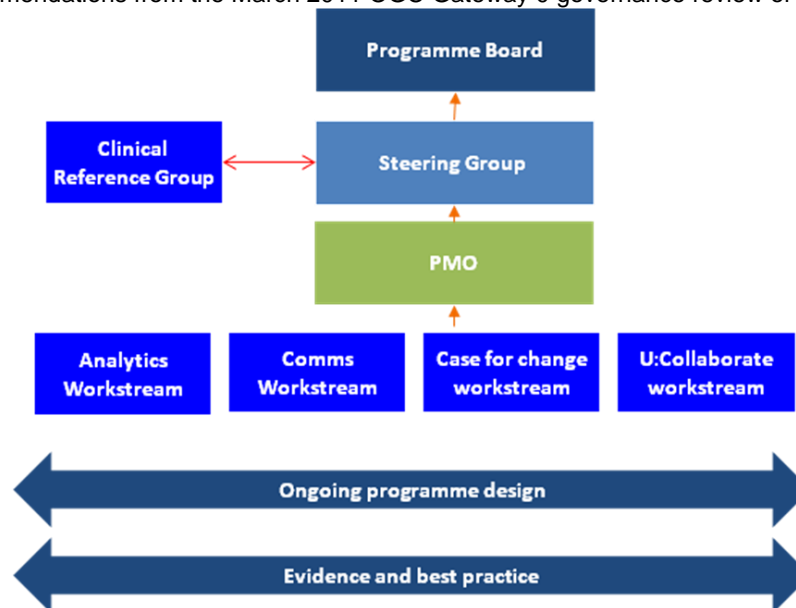 Programme Board
Clinical
Reference Group
Steering Group
PMO
Analytics
Workstream
Comms
Workstream
Case for change
workstream
U:Collaborate
workstream
Ongoing programme design
Evidence and best practice